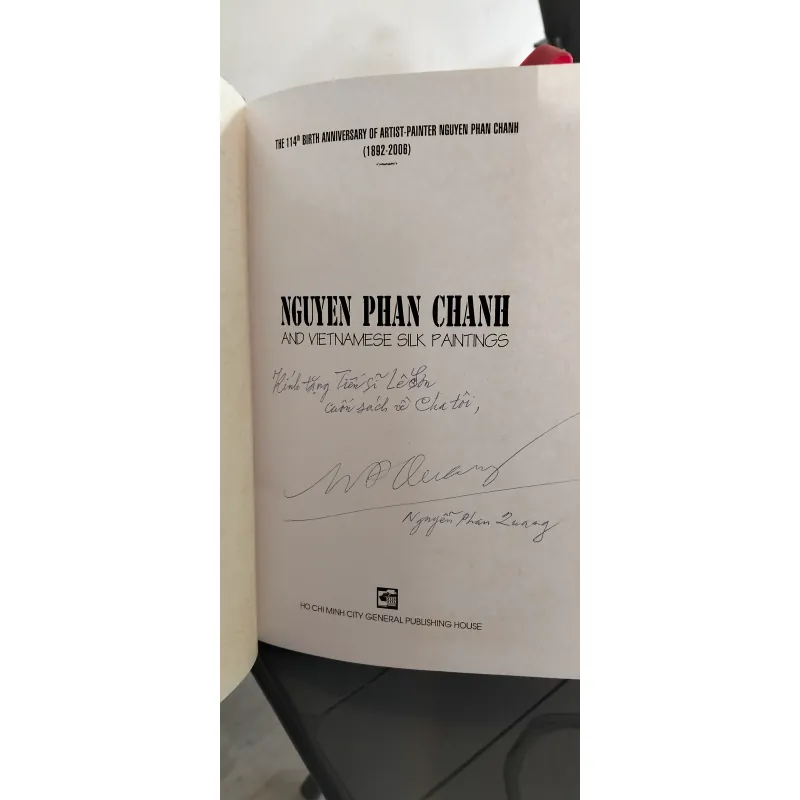 THE 114th BIRTH ANNIVERSARY OF ARTIST-PAINTER NGUYEN PHAN CHANH
(1892-2006)
NGUYEN PHAN CHANH
AND VIETNAMESE SILK PAINTINGS
Kính tặng Tiến sĩ Lê Sơn
cuốn sách về Cha tôi,
Quang
Nguyễn Phan Quang
HO CHI MINH CITY GENERAL PUBLISHING HOUSE